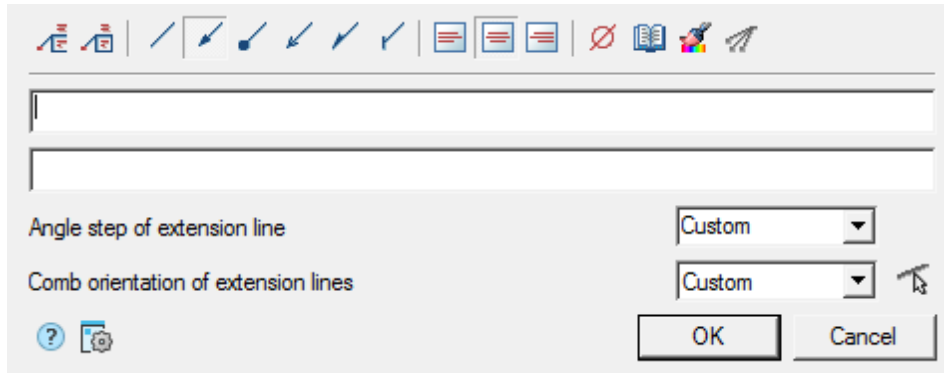 Angle step of extension line
Custom
Comb orientation of extension lines
Custom
OK
Cancel